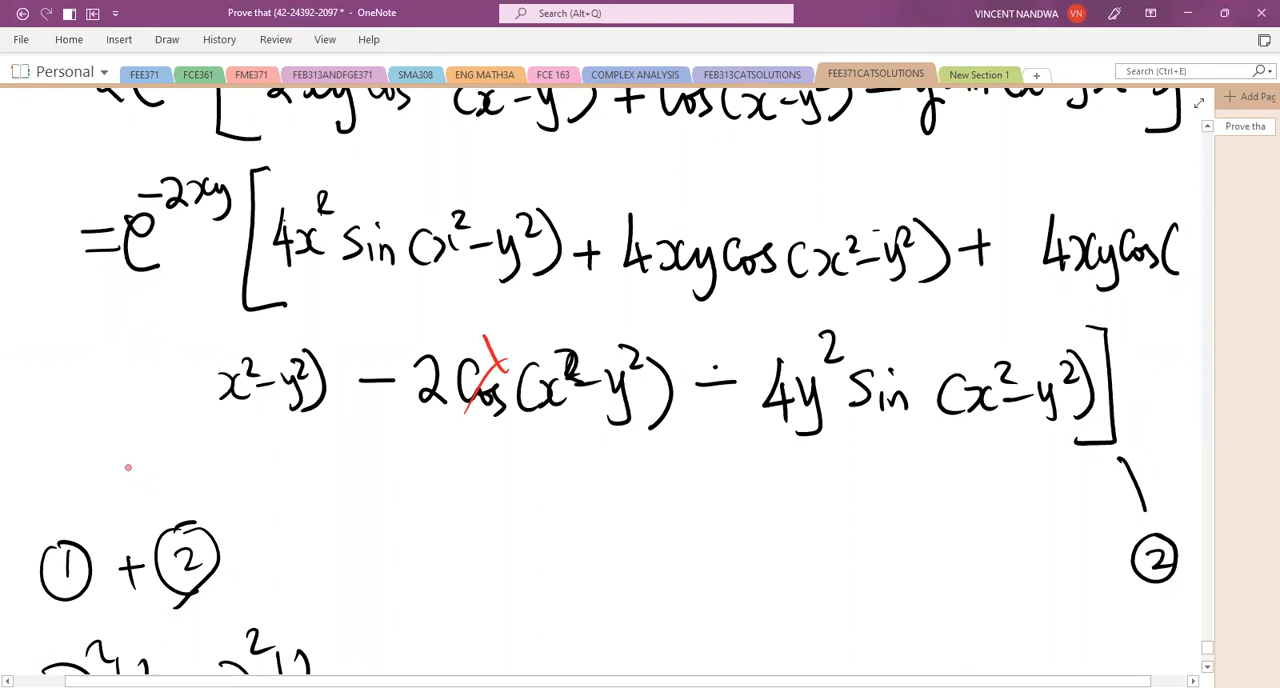 Prove that (42-24392-2097 * - OneNote
Search (Alt+Q)
VINCENT NANDWA VN
File Home Insert Draw History Review View Help
Personal FEE371 FCE361 FME371 FEB313ANDFGE371 SMA308 ENG MATH3A FCE 163 COMPLEX ANALYSIS FEB313CATSOLUTIONS FEE371CATSOLUTIONS New Section 1 +
Search (Ctrl+E)
+ Add Pag
Prove tha
= e^-2xy [ 4x² sin (x²-y²) + 4xy cos (x²-y²) + 4xy cos (
x²-y²) - 2 cos (x²-y²) - 4y² sin (x²-y²) ]
②
① + ②